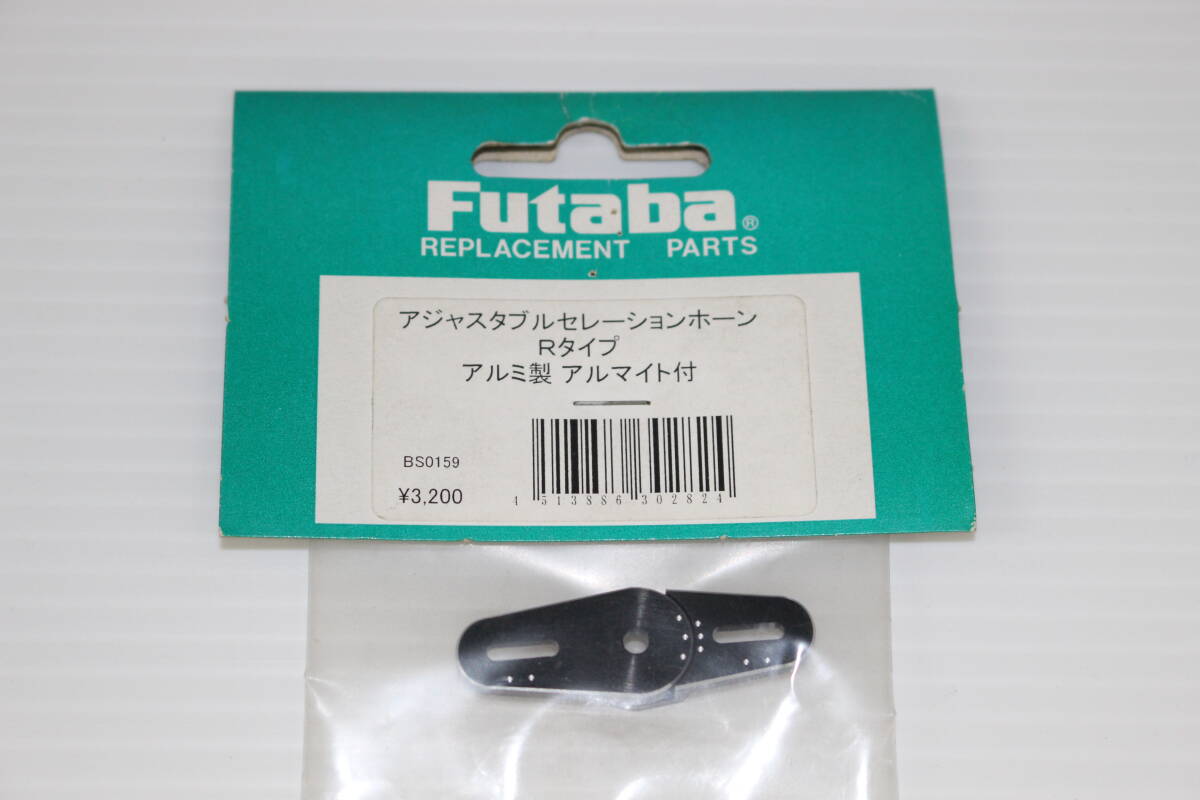 Futaba®
REPLACEMENT PARTS
アジャスタブルセレーションホーン
Rタイプ
アルミ製 アルマイト付
BS0159
¥3,200
4 513886 302824